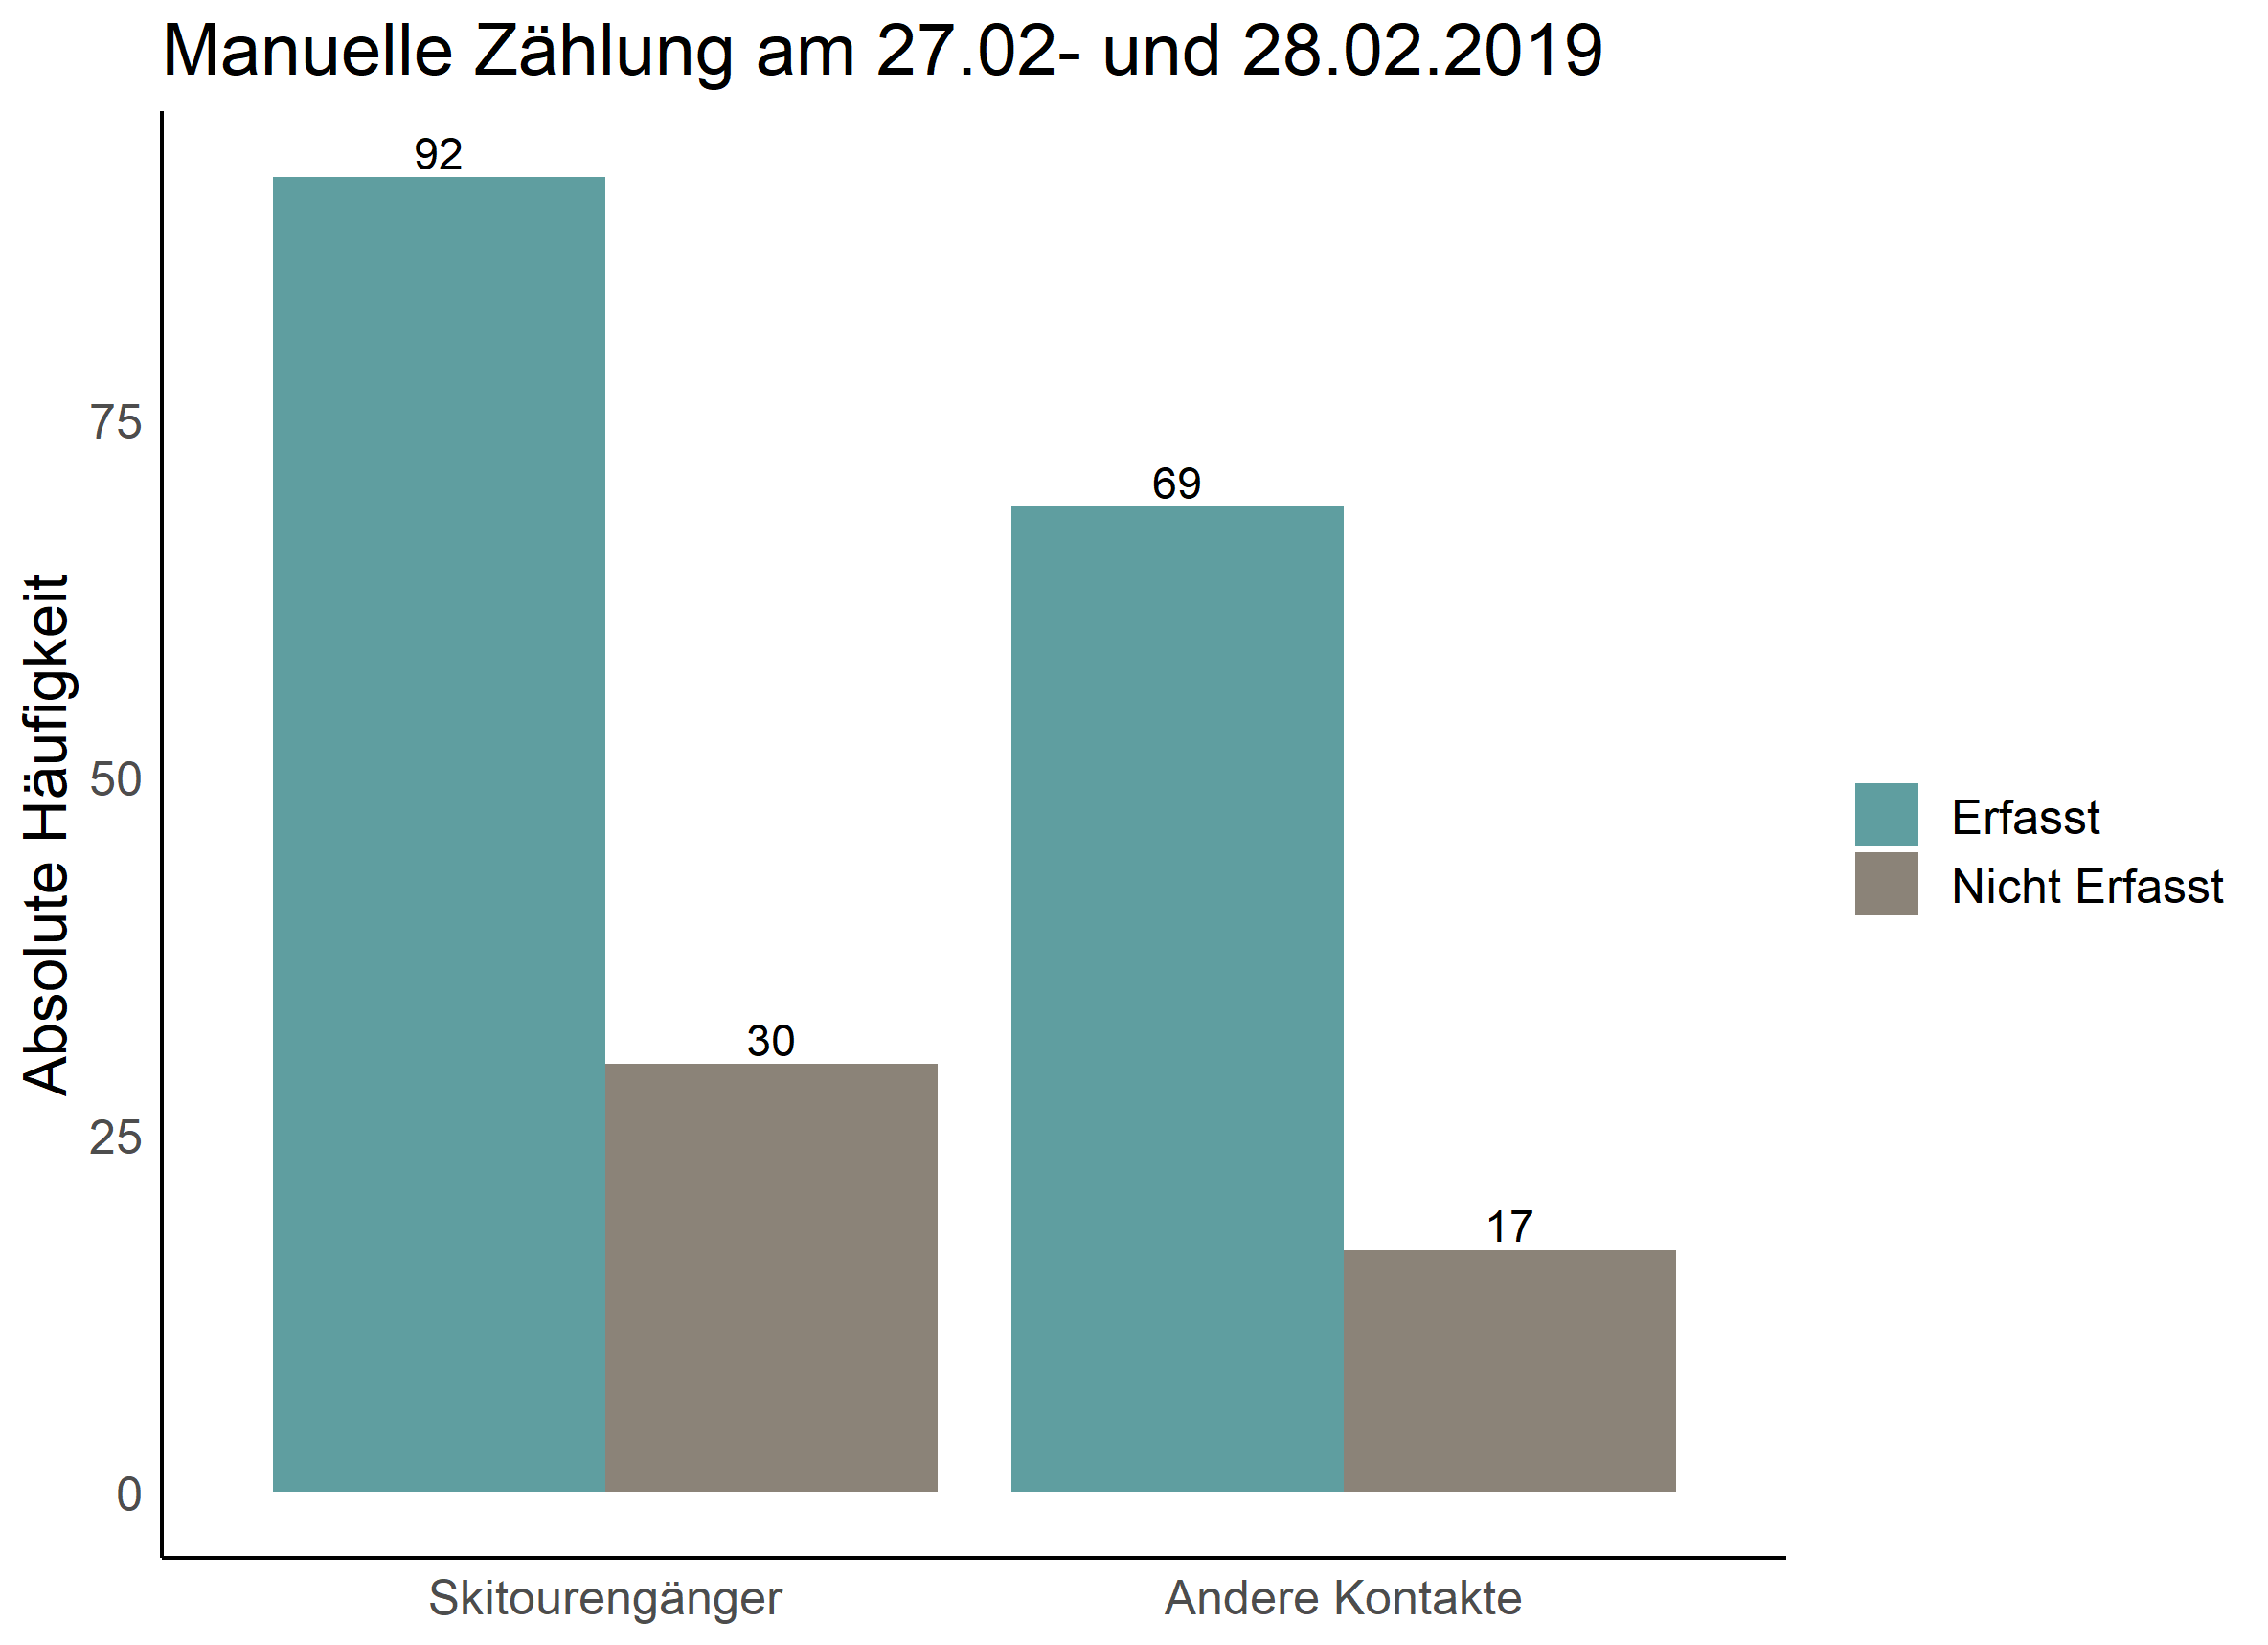 Manuelle Zählung am 27.02- und 28.02.2019
Absolute Häufigkeit
75
50
25
0
92
30
69
17
Skitourengänger
Andere Kontakte
Erfasst
Nicht Erfasst